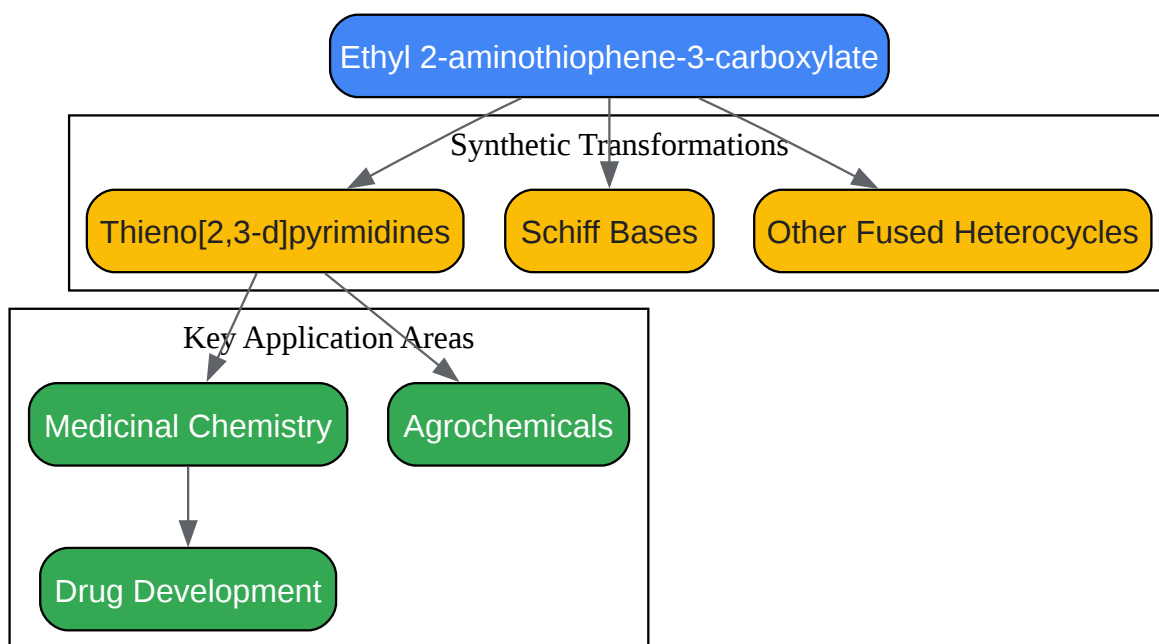 Ethyl 2-aminothiophene-3-carboxylate
Synthetic Transformations
Thieno[2,3-d]pyrimidines
Schiff Bases
Other Fused Heterocycles
Key Application Areas
Medicinal Chemistry
Agrochemicals
Drug Development